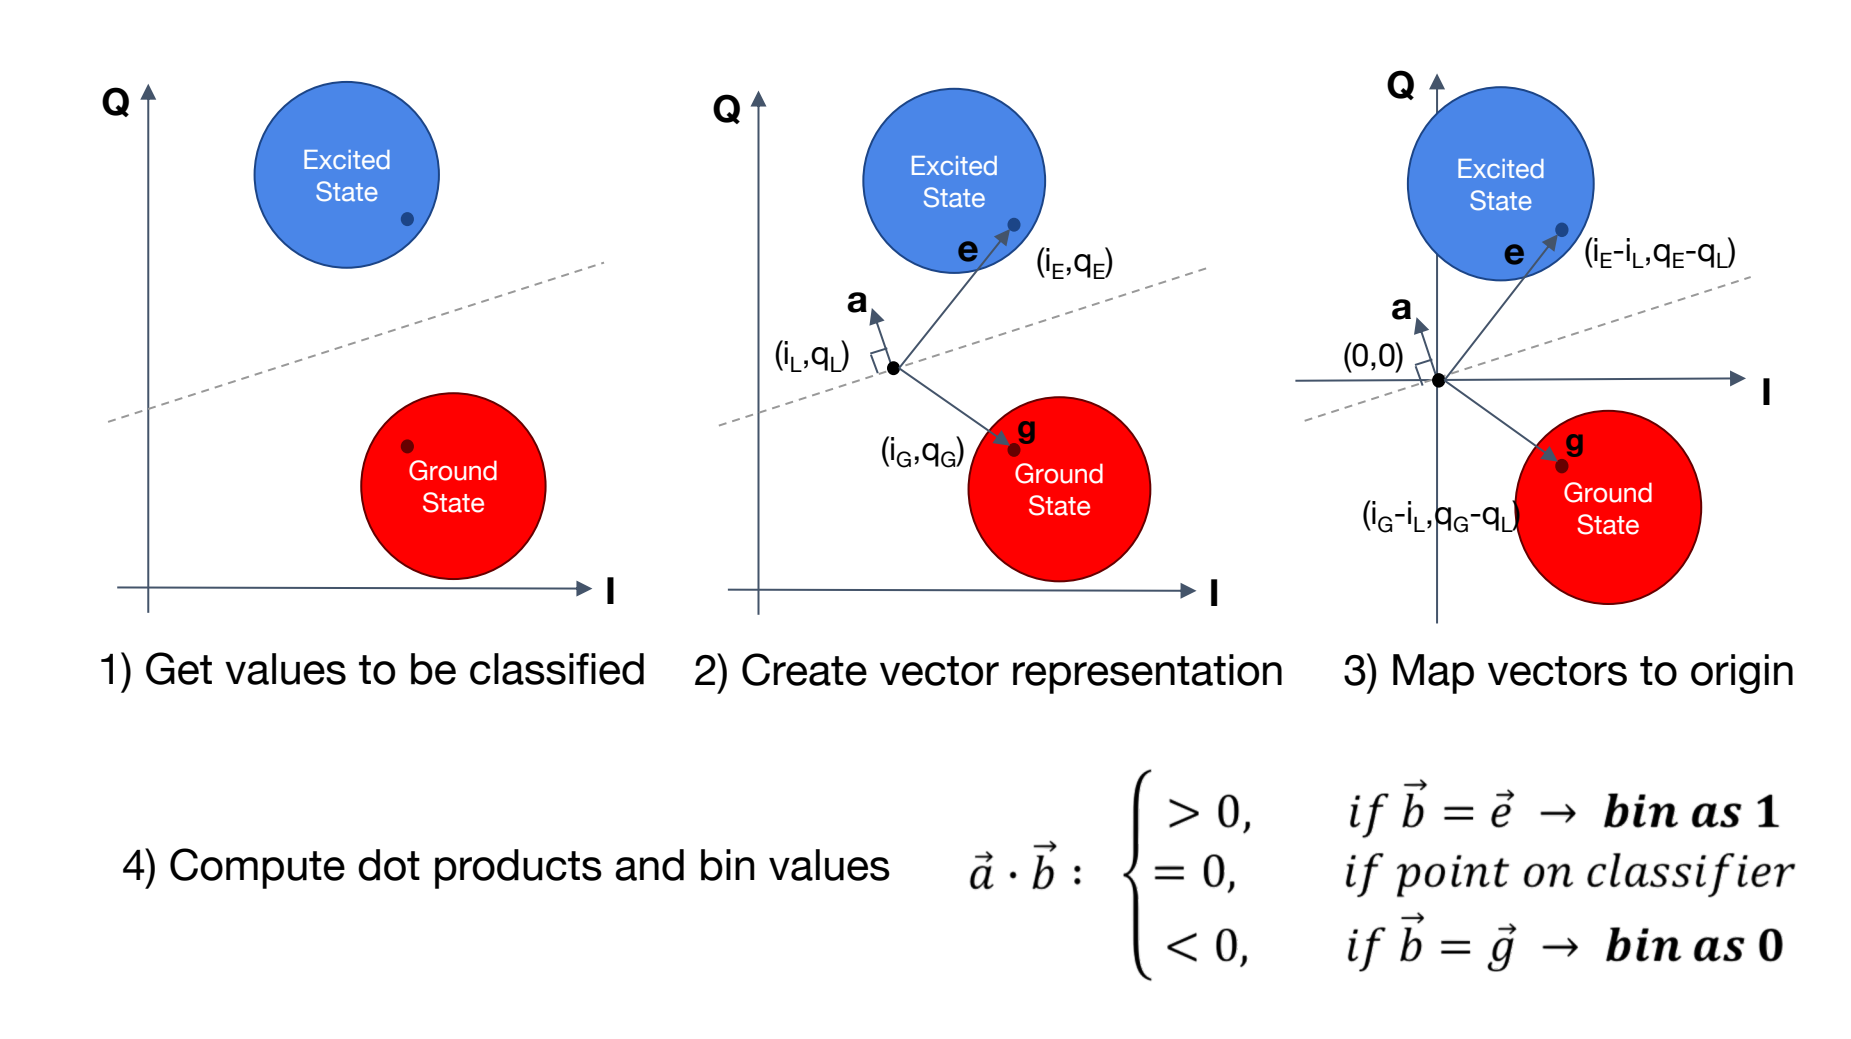 Q
Excited
State
Ground
State
I
1) Get values to be classified
Q
Excited
State
e
(iE,qE)
a
(iL,qL)
g
(iG,qG)
Ground
State
I
2) Create vector representation
Q
Excited
State
e
(iE-iL,qE-qL)
a
(0,0)
I
g
Ground
State
(iG-iL,qG-qL)
3) Map vectors to origin
4) Compute dot products and bin values
a⃗ · b⃗ :
> 0, if b⃗ = e⃗ → bin as 1
= 0, if point on classifier
< 0, if b⃗ = g⃗ → bin as 0